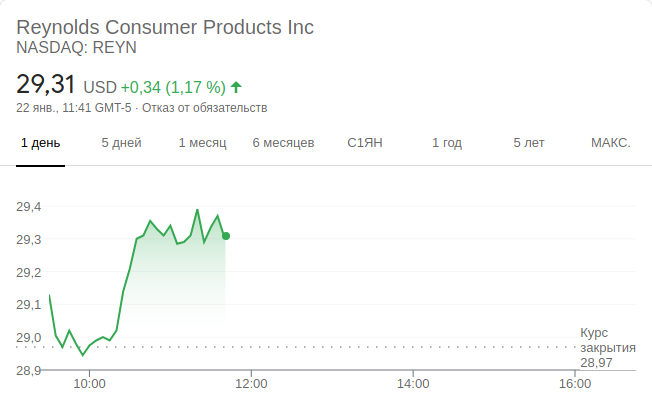 Reynolds Consumer Products Inc
NASDAQ: REYN
29,31 USD +0,34 (1,17 %)
22 янв., 11:41 GMT-5 · Отказ от обязательств
1 день 5 дней 1 месяц 6 месяцев С1ЯН 1 год 5 лет МАКС.
29,4
29,3
29,2
29,1
29,0
28,9
Курс
закрытия
28,97
10:00 12:00 14:00 16:00